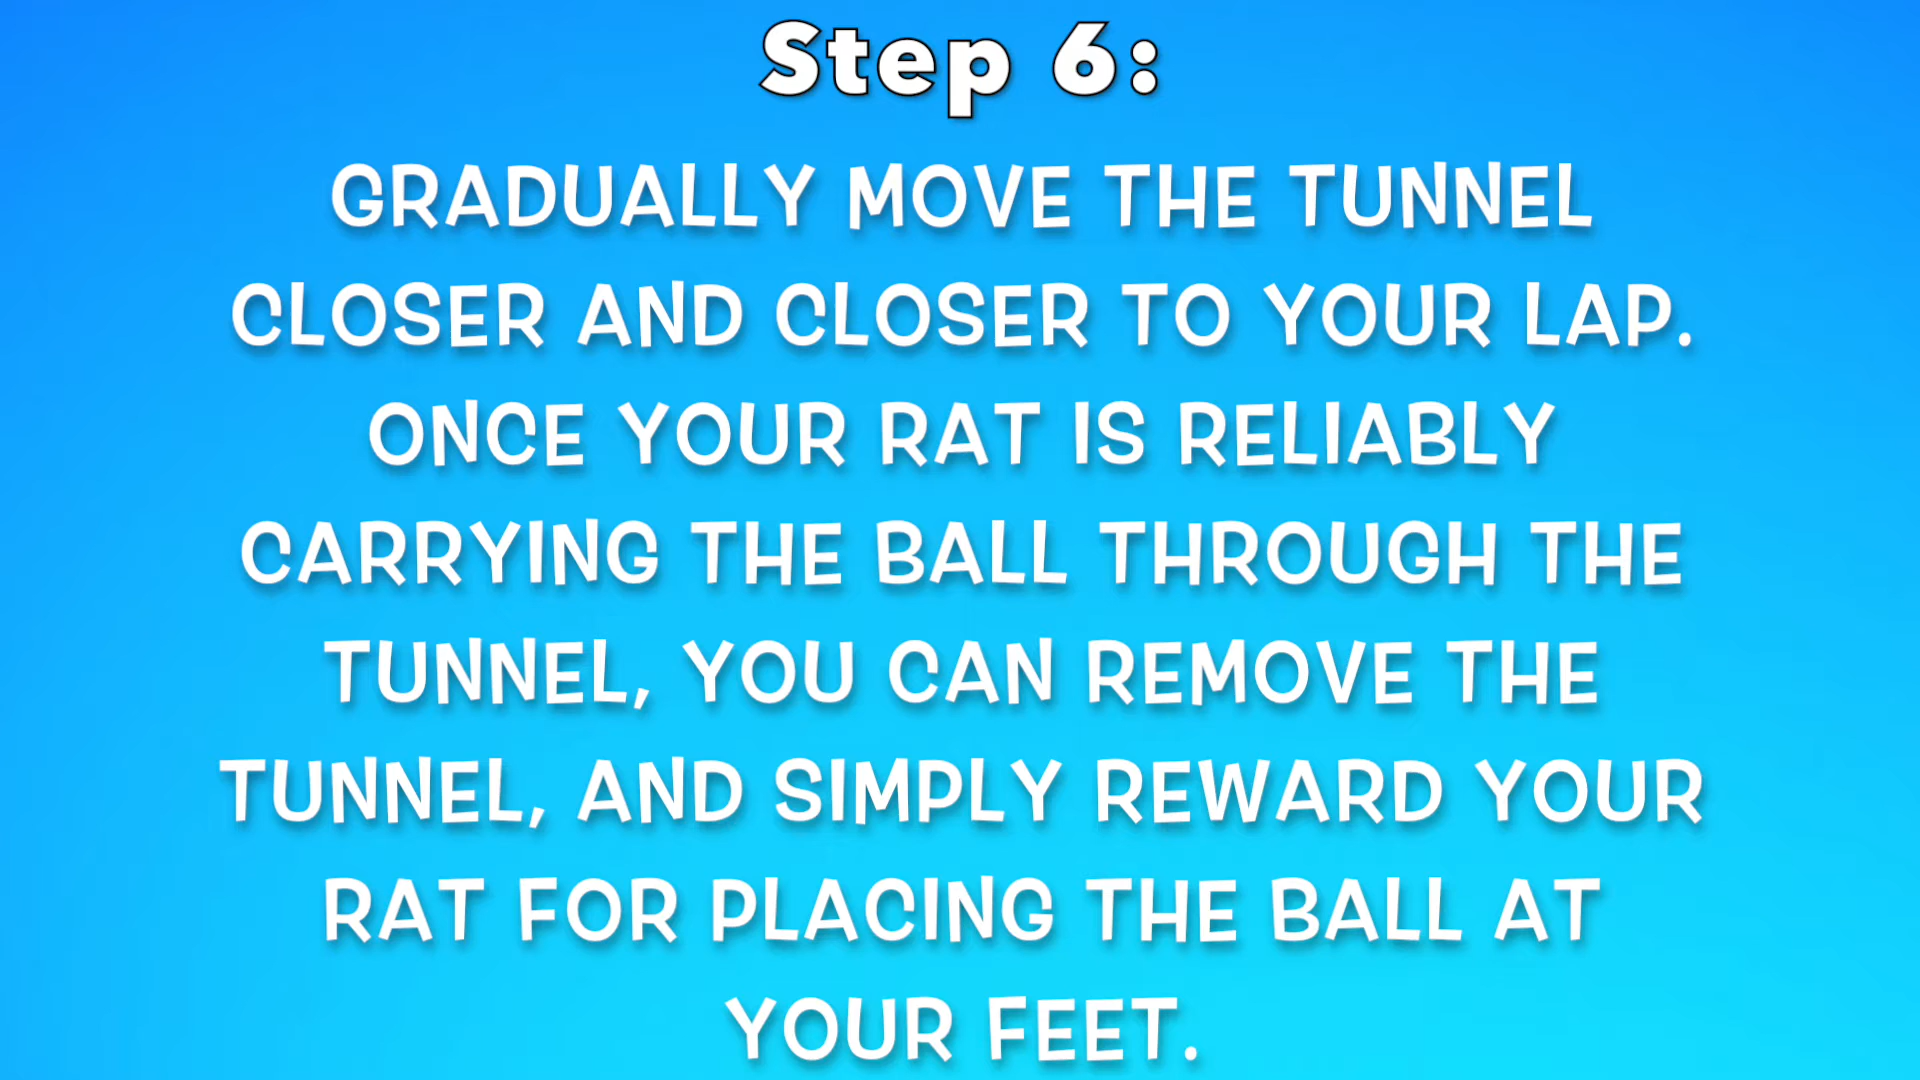 Step 6:
GRADUALLY MOVE THE TUNNEL
CLOSER AND CLOSER TO YOUR LAP.
ONCE YOUR RAT IS RELIABLY
CARRYING THE BALL THROUGH THE
TUNNEL, YOU CAN REMOVE THE
TUNNEL, AND SIMPLY REWARD YOUR
RAT FOR PLACING THE BALL AT
YOUR FEET.